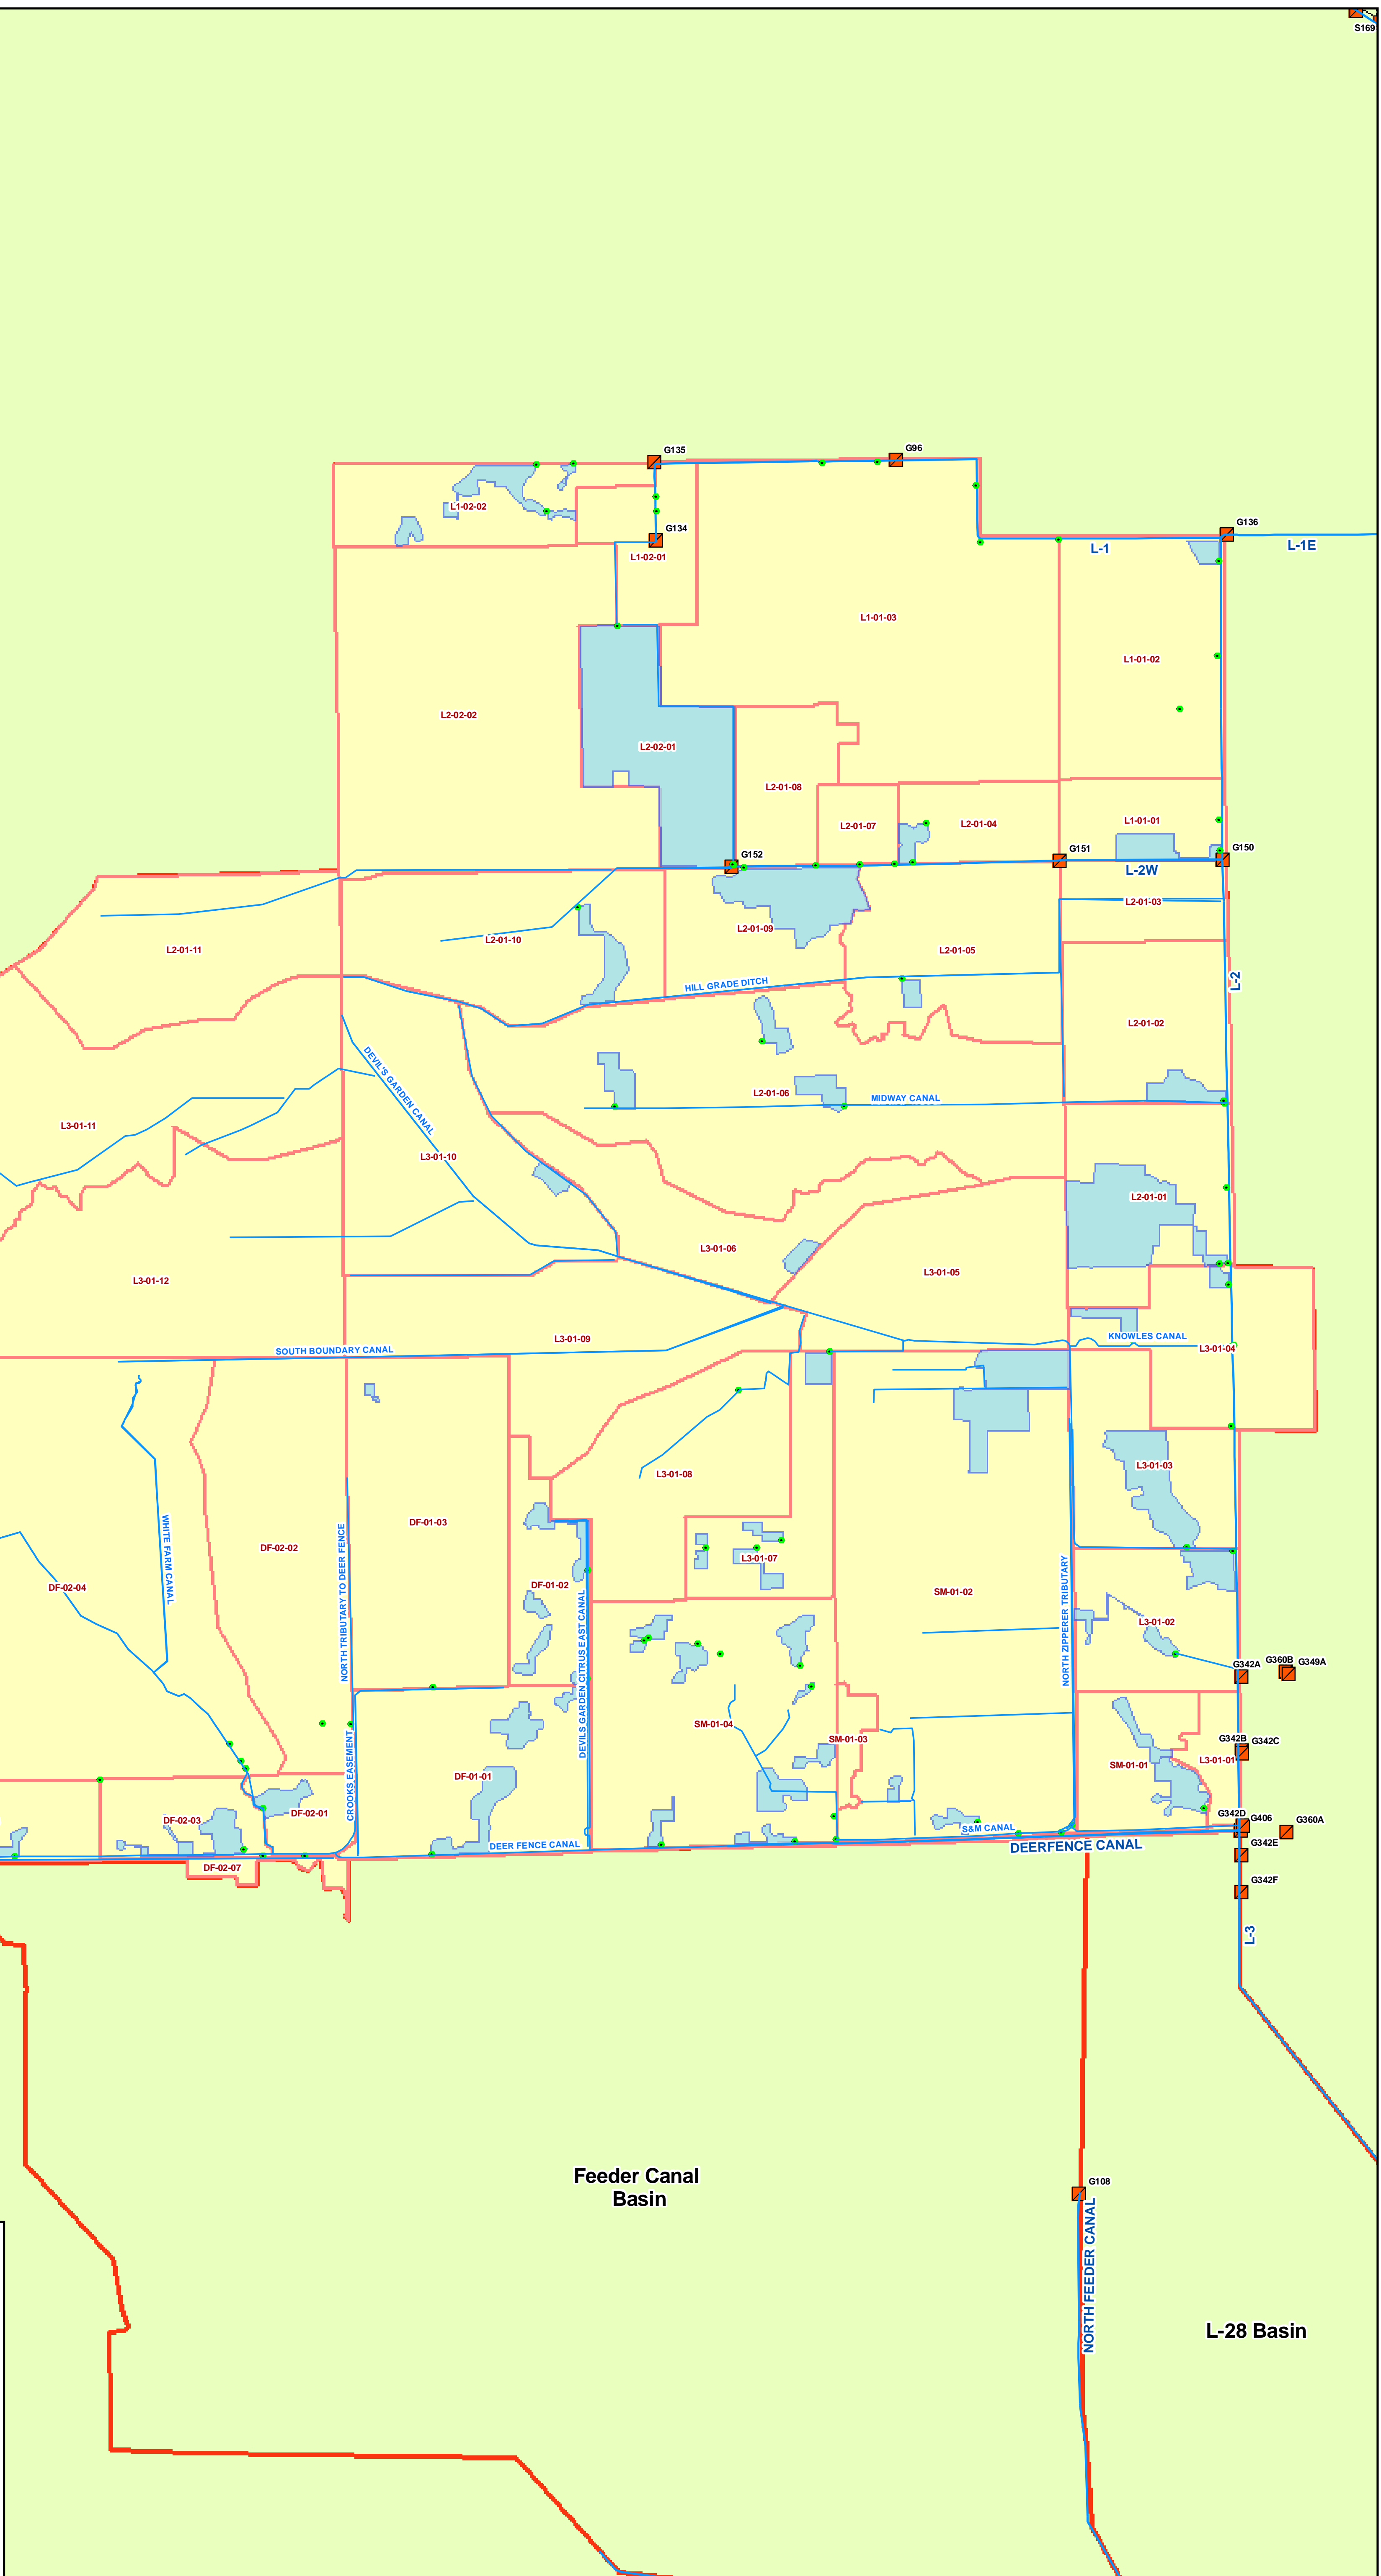 S169
G135
G96
G136
L-1E
L-1
L1-02-02
G134
L1-02-01
L1-01-03
L1-01-02
L2-02-02
L2-02-01
L2-01-08
L2-01-07
L2-01-04
L1-01-01
G152
G151
G150
L-2W
L2-01-03
L2-01-09
L2-01-10
L2-01-11
L2-01-05
HILL GRADE DITCH
L-2
L2-01-02
DEVIL'S GARDEN CANAL
L2-01-06
MIDWAY CANAL
L3-01-11
L3-01-10
L2-01-01
L3-01-06
L3-01-05
L3-01-12
L3-01-09
KNOWLES CANAL
L3-01-04
SOUTH BOUNDARY CANAL
L3-01-08
L3-01-03
DF-01-03
DF-02-02
WHITE FARM CANAL
NORTH TRIBUTARY TO DEER FENCE
L3-01-07
DF-01-02
DF-02-04
SM-01-02
NORTH ZIPPERER TRIBUTARY
L3-01-02
DEVILS GARDEN CITRUS EAST CANAL
G342A
G360B
G349A
SM-01-04
SM-01-03
G342B
G342C
L3-01-01
SM-01-01
CROOKS EASEMENT
DF-01-01
DF-02-01
DF-02-03
G342D
G406
G360A
S&M CANAL
DEER FENCE CANAL
DEERFENCE CANAL
G342E
DF-02-07
G342F
L-3
Feeder Canal
Basin
G108
NORTH FEEDER CANAL
L-28 Basin